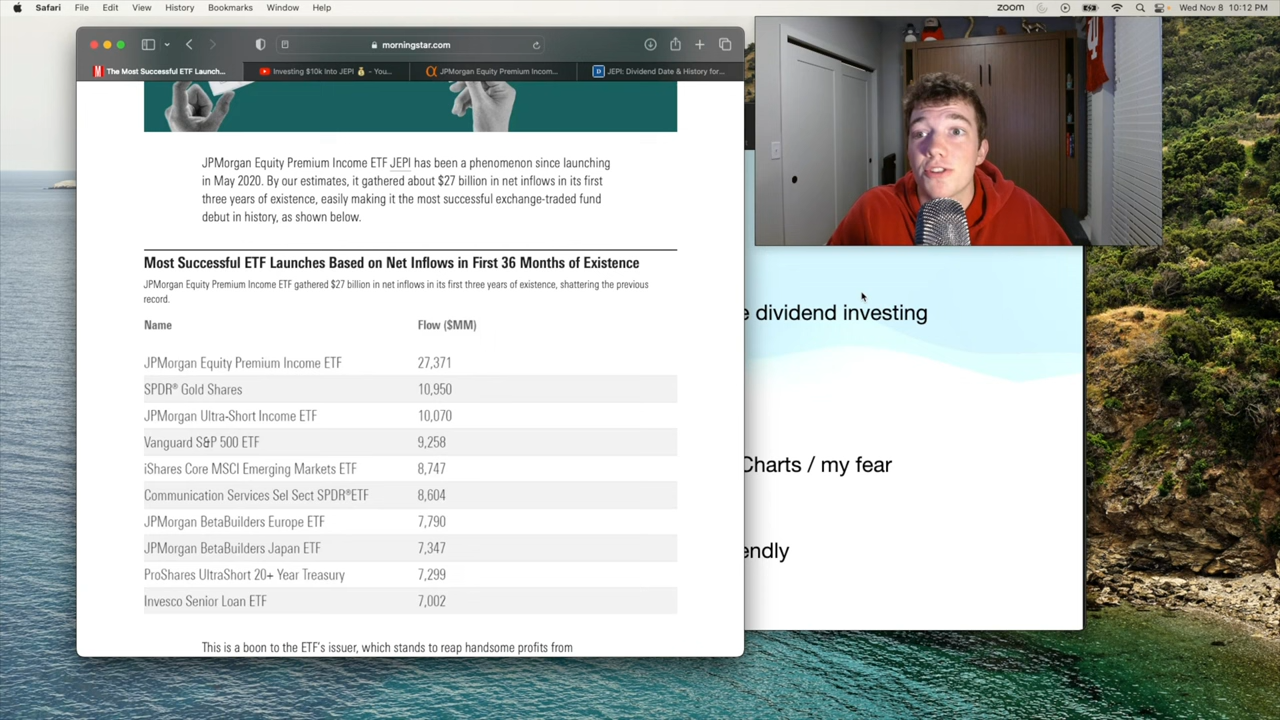 Safari File Edit View History Bookmarks Window Help zoom Wed Nov 8 10:12 PM
morningstar.com
The Most Successful ETF Launch...
Investing $10k Into JEPI 💰 - You...
JPMorgan Equity Premium Incom...
JEPI: Dividend Date & History for...
JPMorgan Equity Premium Income ETF JEPI has been a phenomenon since launching
in May 2020. By our estimates, it gathered about $27 billion in net inflows in its first
three years of existence, easily making it the most successful exchange-traded fund
debut in history, as shown below.
Most Successful ETF Launches Based on Net Inflows in First 36 Months of Existence
JPMorgan Equity Premium Income ETF gathered $27 billion in net inflows in its first three years of existence, shattering the previous
record.
Name Flow ($MM)
JPMorgan Equity Premium Income ETF 27,371
SPDR® Gold Shares 10,950
JPMorgan Ultra-Short Income ETF 10,070
Vanguard S&P 500 ETF 9,258
iShares Core MSCI Emerging Markets ETF 8,747
Communication Services Sel Sect SPDR®ETF 8,604
JPMorgan BetaBuilders Europe ETF 7,790
JPMorgan BetaBuilders Japan ETF 7,347
ProShares UltraShort 20+ Year Treasury 7,299
Invesco Senior Loan ETF 7,002
This is a boon to the ETF's issuer, which stands to reap handsome profits from
e dividend investing
Charts / my fear
endly